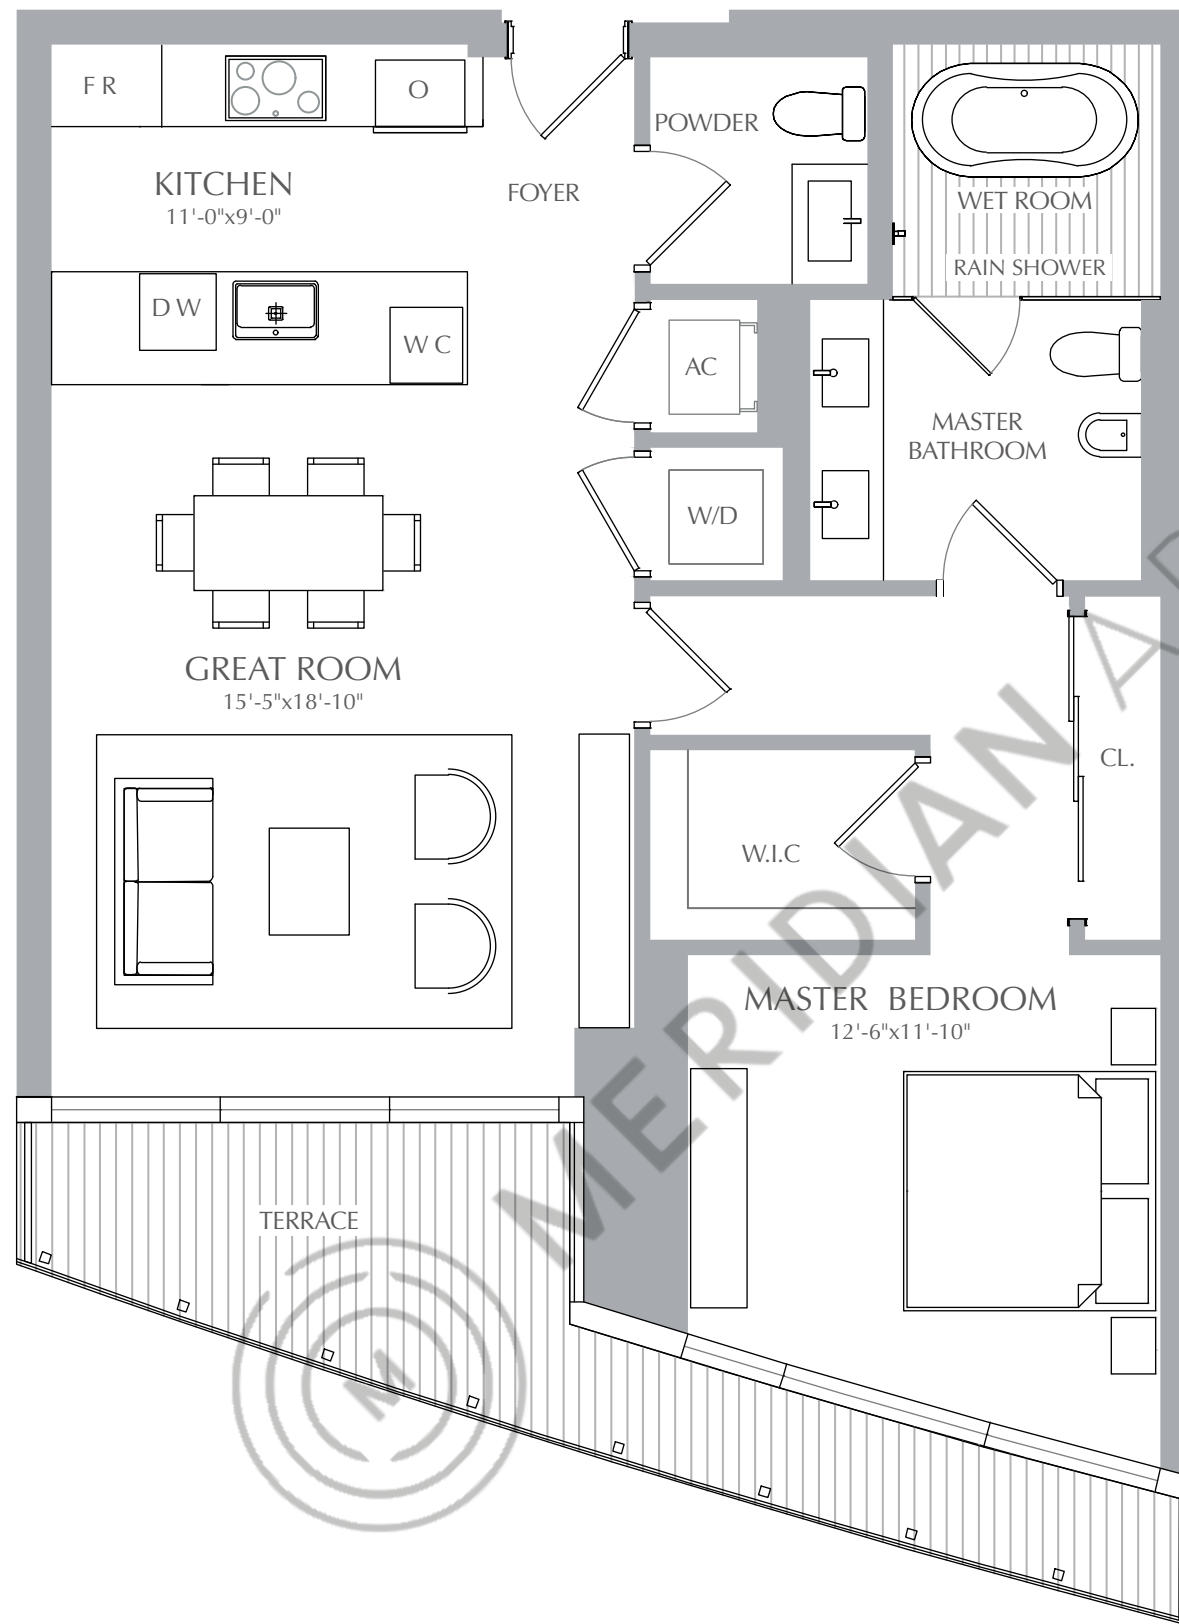 F R
O
POWDER
KITCHEN
11'-0"x9'-0"
FOYER
WET ROOM
RAIN SHOWER
D W
W C
AC
MASTER
BATHROOM
W/D
GREAT ROOM
15'-5"x18'-10"
CL.
W.I.C
MASTER BEDROOM
12'-6"x11'-10"
TERRACE
M
MERIDIAN